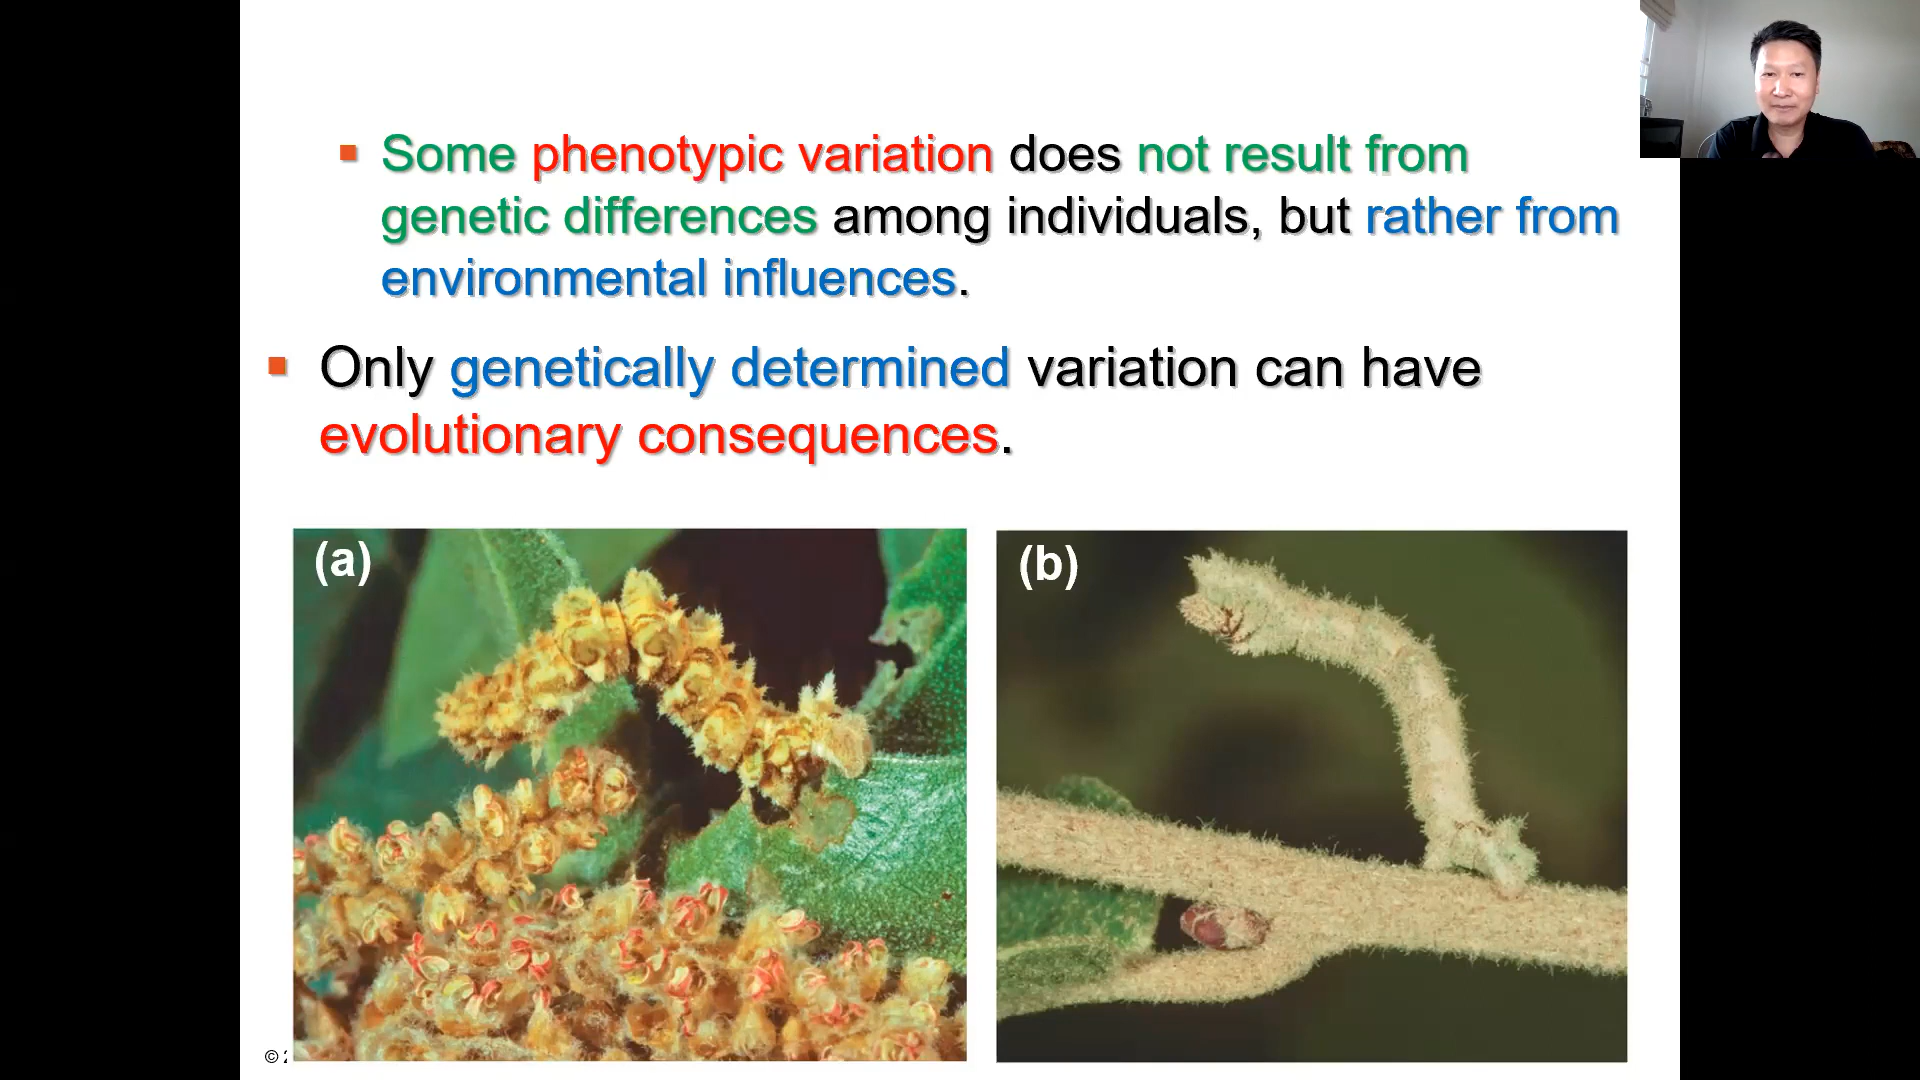 Some phenotypic variation does not result from
genetic differences among individuals, but rather from
environmental influences.
Only genetically determined variation can have
evolutionary consequences.
(a)
(b)
©